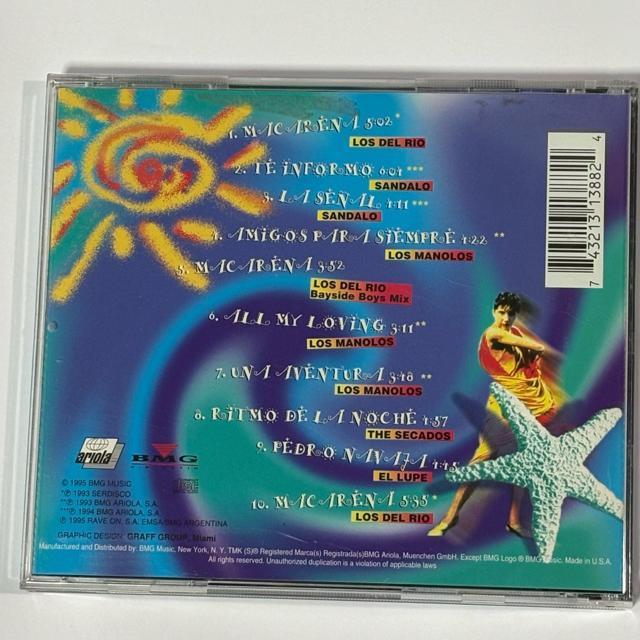 1. MACARENA 5:02*
LOS DEL RIO
2. TE INFORMO 6:01***
SANDALO
3. LA SEÑAL 4:11***
SANDALO
4. AMIGOS PARA SIEMPRE 4:22**
LOS MANOLOS
5. MACARENA 3:52
LOS DEL RIO
Bayside Boys Mix
6. ALL MY LOVING 3:11**
LOS MANOLOS
7. UNA AVENTURA 3:48**
LOS MANOLOS
8. RITMO DE LA NOCHE 4:57
THE SECADOS
9. PEDRO NAVAJA 4:45
EL LUPE
10. MACARENA 5:35*
LOS DEL RIO
7 43213 13882 4
ariola
BMG
© 1995 BMG MUSIC
*℗ 1993 SERDISCO
**℗ 1993 BMG ARIOLA, S.A.
***℗ 1994 BMG ARIOLA, S.A.
℗ 1995 RAVE ON, S.A. EMSA/BMG ARGENTINA
GRAPHIC DESIGN: GRAFF GROUP, Miami
Manufactured and Distributed by: BMG Music, New York, N. Y. TMK (S)® Registered Marca(s) Registrada(s)BMG Ariola, Muenchen GmbH, Except BMG Logo ® BMG Music. Made in U.S.A.
All rights reserved. Unauthorized duplication is a violation of applicable laws